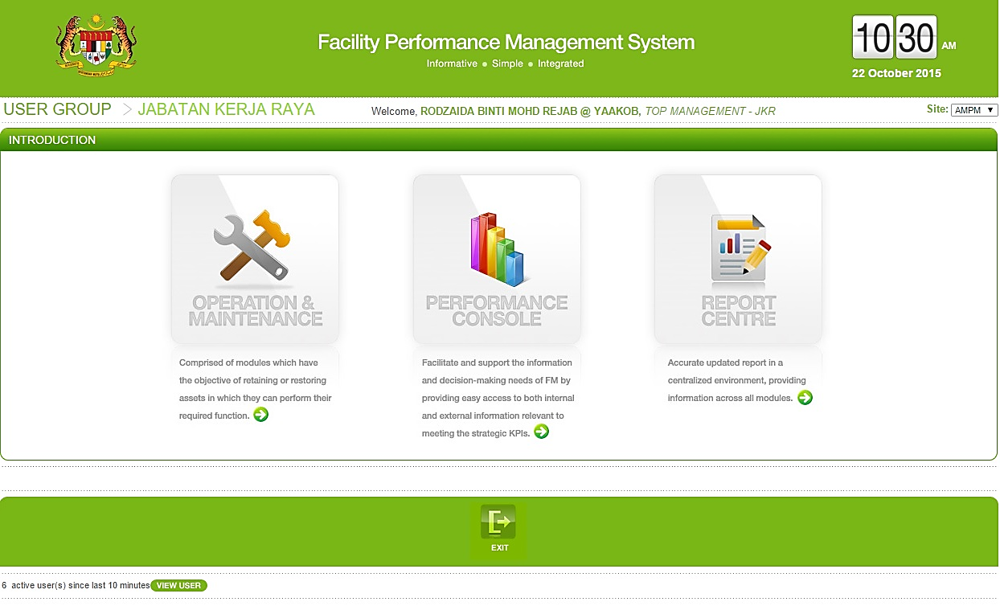 Facility Performance Management System
Informative • Simple • Integrated
10 30 AM
22 October 2015
USER GROUP > JABATAN KERJA RAYA
Welcome, RODZAIDA BINTI MOHD REJAB @ YAAKOB, TOP MANAGEMENT - JKR
Site: AMPM
INTRODUCTION
OPERATION &
MAINTENANCE
Comprised of modules which have
the objective of retaining or restoring
assets in which they can perform their
required function.
PERFORMANCE
CONSOLE
Facilitate and support the information
and decision-making needs of FM by
providing easy access to both internal
and external information relevant to
meeting the strategic KPIs.
REPORT
CENTRE
Accurate updated report in a
centralized environment, providing
information across all modules.
EXIT
6 active user(s) since last 10 minutes VIEW USER